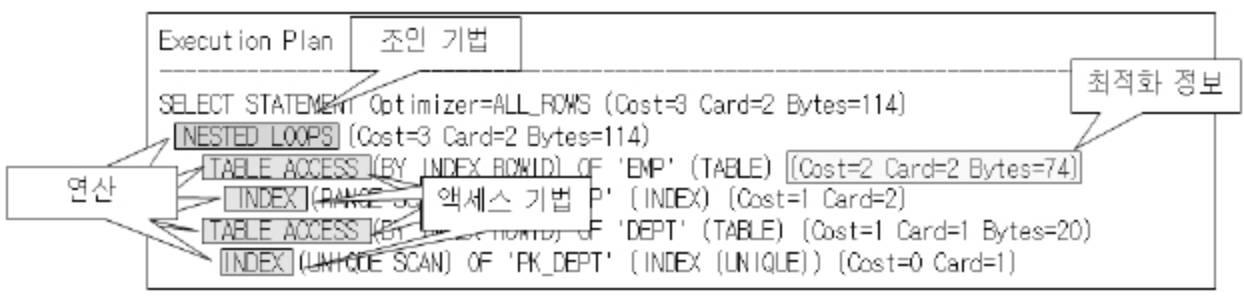 Execution Plan
조인 기법
최적화 정보
SELECT STATEMENT Optimizer=ALL_ROWS (Cost=3 Card=2 Bytes=114)
NESTED LOOPS (Cost=3 Card=2 Bytes=114)
TABLE ACCESS (BY INDEX ROWID) OF 'EMP' (TABLE) (Cost=2 Card=2 Bytes=74)
연산
액세스 기법
INDEX (RANGE P' (INDEX) (Cost=1 Card=2)
TABLE ACCESS (BY ROWID) OF 'DEPT' (TABLE) (Cost=1 Card=1 Bytes=20)
INDEX (UNIQUE SCAN) OF 'PK_DEPT' (INDEX (UNIQUE)) (Cost=0 Card=1)